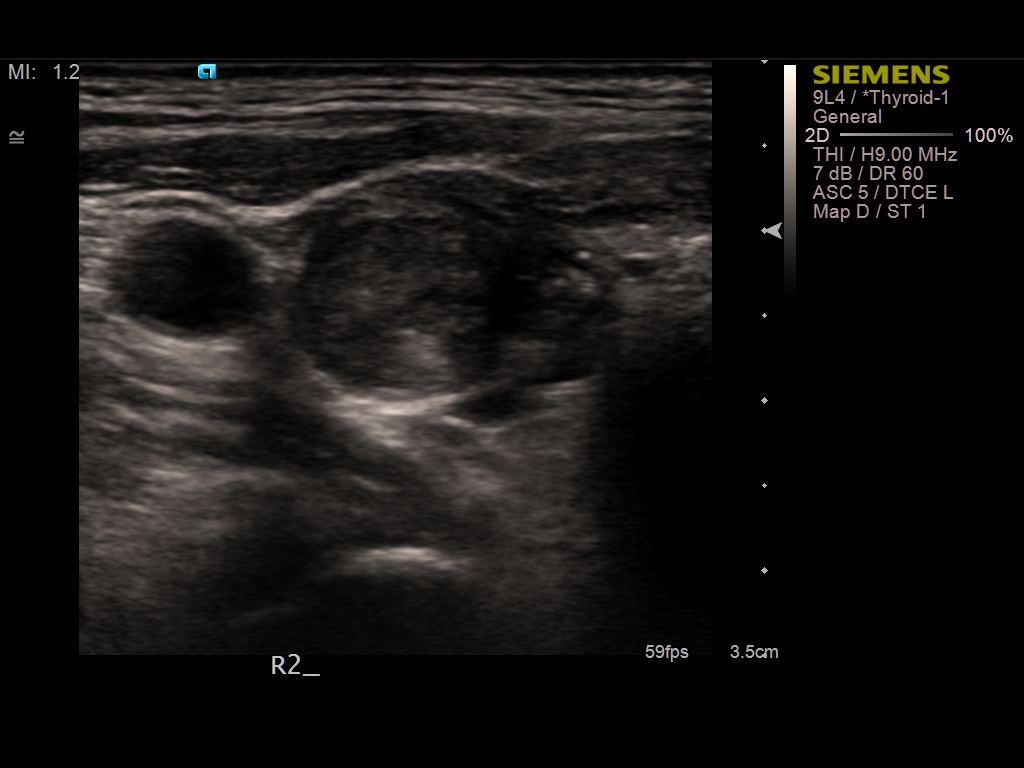 MI: 1.2
SIEMENS
9L4 / *Thyroid-1
General
2D 100%
THI / H9.00 MHz
7 dB / DR 60
ASC 5 / DTCE L
Map D / ST 1
59fps 3.5cm
R2_